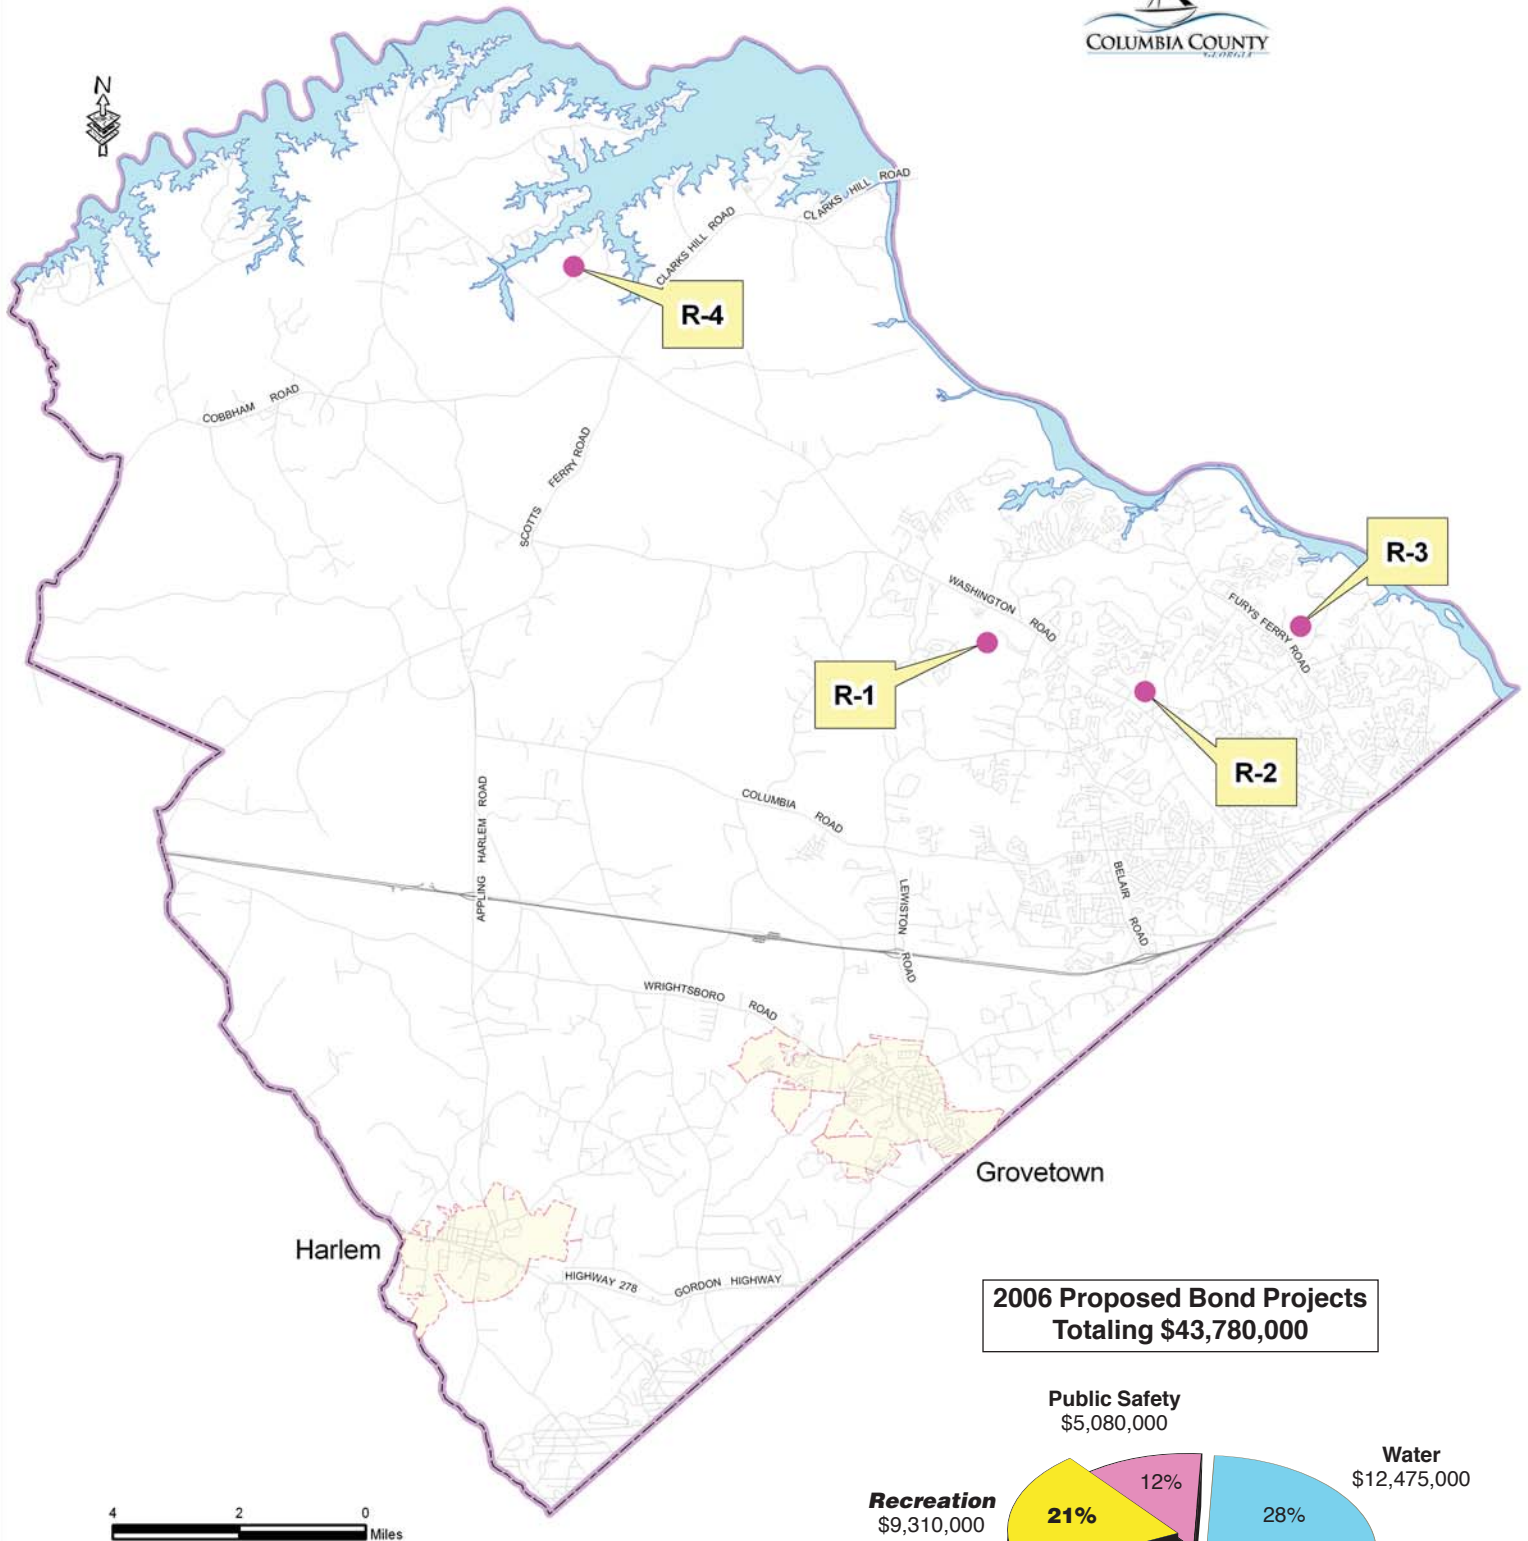 COLUMBIA COUNTY
GEORGIA
N
CLARKS HILL ROAD
CLARKS HILL ROAD
R-4
COBBHAM ROAD
SCOTTS FERRY ROAD
R-3
WASHINGTON ROAD
FURYS FERRY ROAD
R-1
R-2
APPLING HARLEM ROAD
COLUMBIA ROAD
LEWISTON ROAD
BELAIR ROAD
WRIGHTSBORO ROAD
Grovetown
Harlem
HIGHWAY 278
GORDON HIGHWAY
2006 Proposed Bond Projects
Totaling $43,780,000
Public Safety
$5,080,000
Water
$12,475,000
12%
Recreation
$9,310,000
21%
28%
4 2 0
Miles